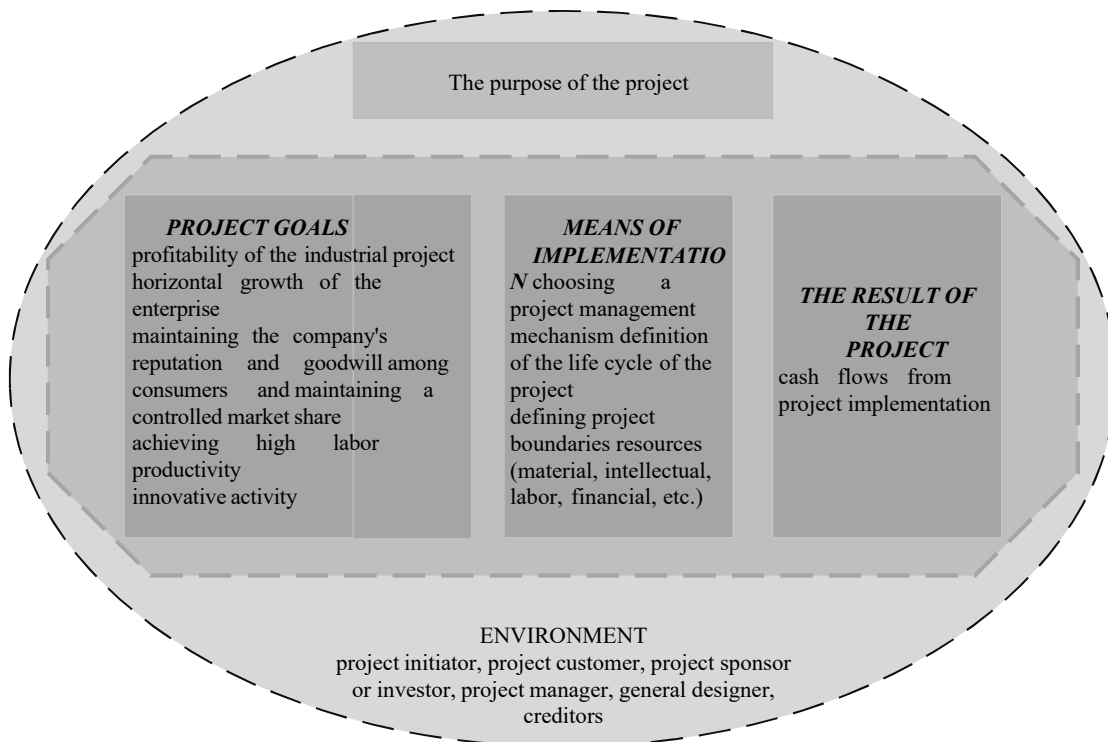 The purpose of the project
PROJECT GOALS
profitability of the industrial project
horizontal growth of the
enterprise
maintaining the company's
reputation and goodwill among
consumers and maintaining a
controlled market share
achieving high labor
productivity
innovative activity
MEANS OF
IMPLEMENTATIO
N choosing a
project management
mechanism definition
of the life cycle of the
project
defining project
boundaries resources
(material, intellectual,
labor, financial, etc.)
THE RESULT OF
THE
PROJECT
cash flows from
project implementation
ENVIRONMENT
project initiator, project customer, project sponsor
or investor, project manager, general designer,
creditors